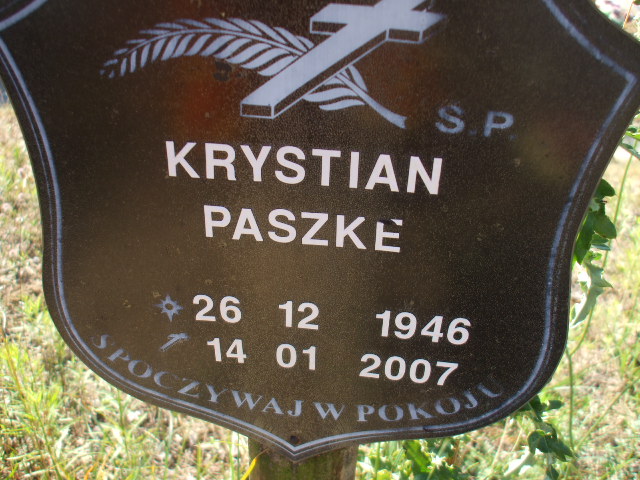 Ś.P.
KRYSTIAN
PASZKE
26 12 1946
14 01 2007
SPOCZYWAJ W POKOJU